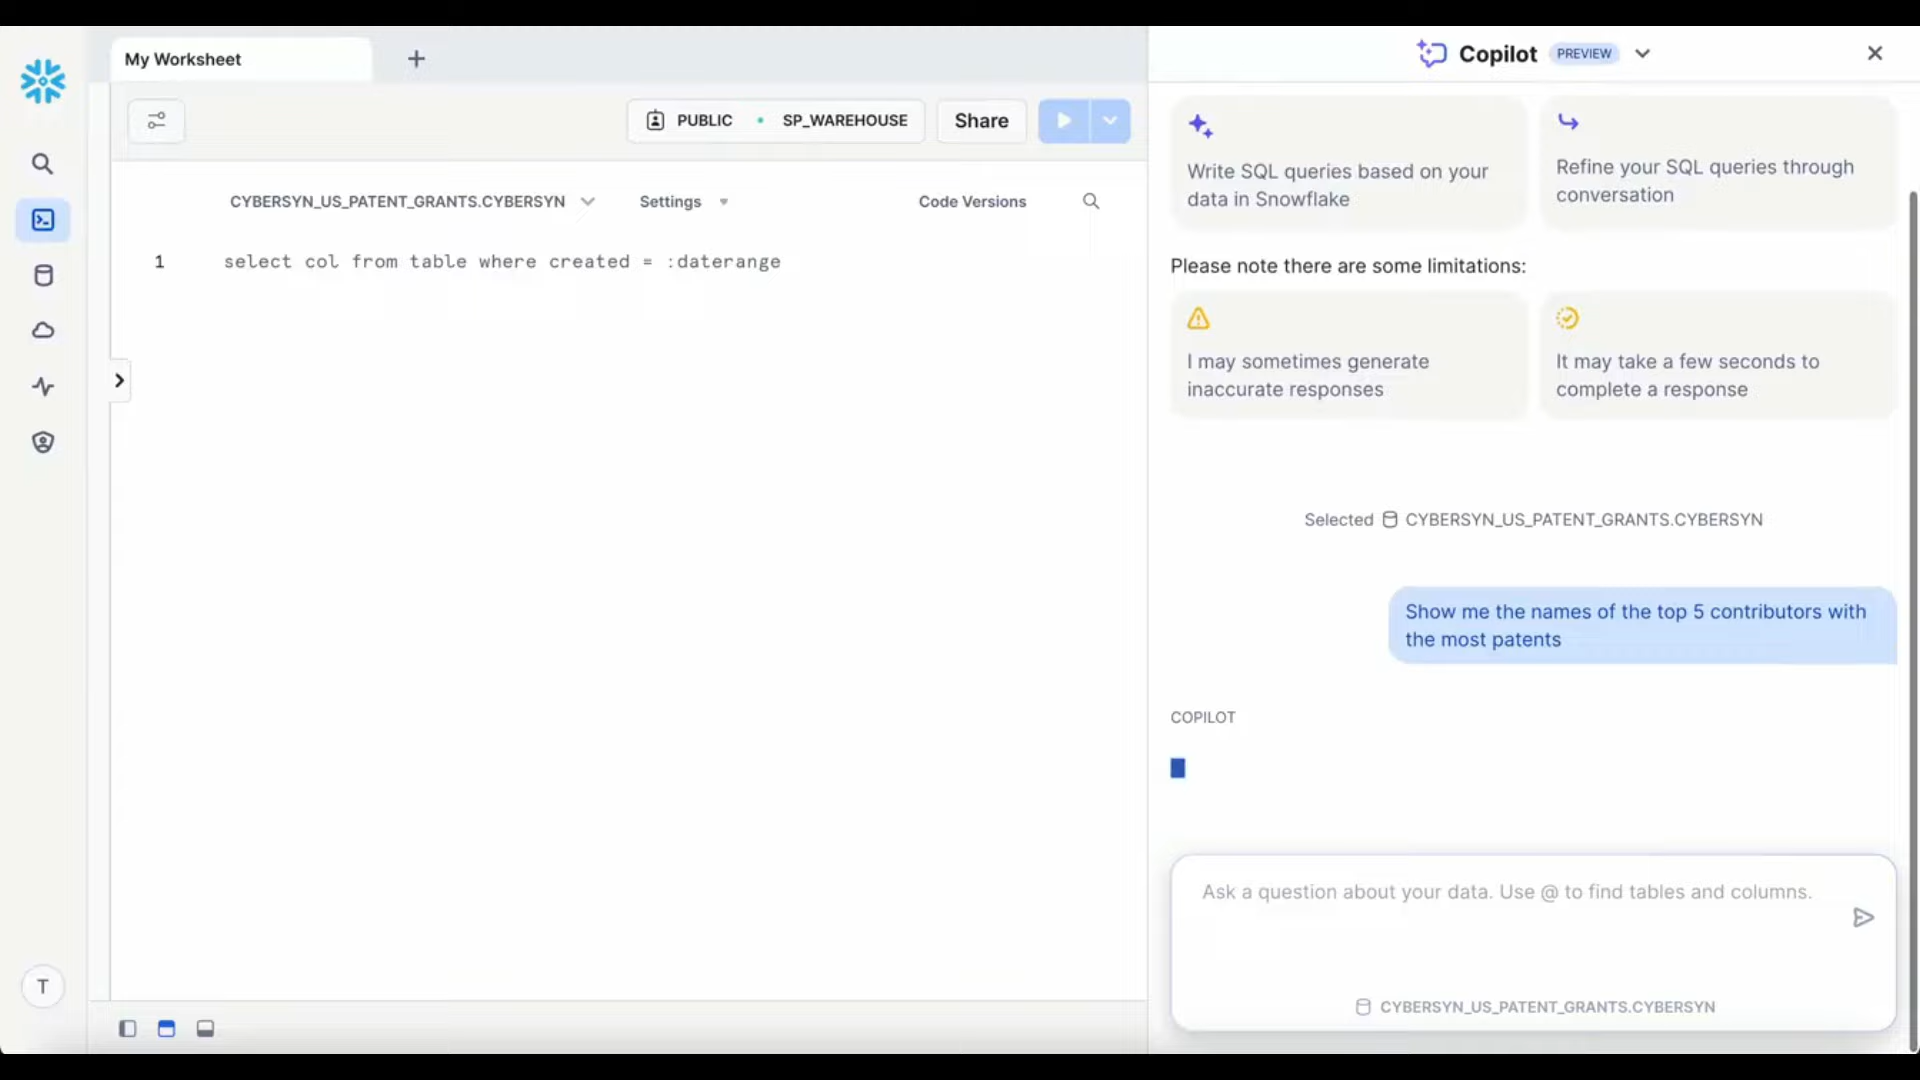 My Worksheet
PUBLIC SP_WAREHOUSE
Share
CYBERSYN_US_PATENT_GRANTS.CYBERSYN
Settings
Code Versions
1 select col from table where created = :daterange
T
Copilot PREVIEW
Write SQL queries based on your
data in Snowflake
Refine your SQL queries through
conversation
Please note there are some limitations:
I may sometimes generate
inaccurate responses
It may take a few seconds to
complete a response
Selected CYBERSYN_US_PATENT_GRANTS.CYBERSYN
Show me the names of the top 5 contributors with
the most patents
COPILOT
Ask a question about your data. Use @ to find tables and columns.
CYBERSYN_US_PATENT_GRANTS.CYBERSYN